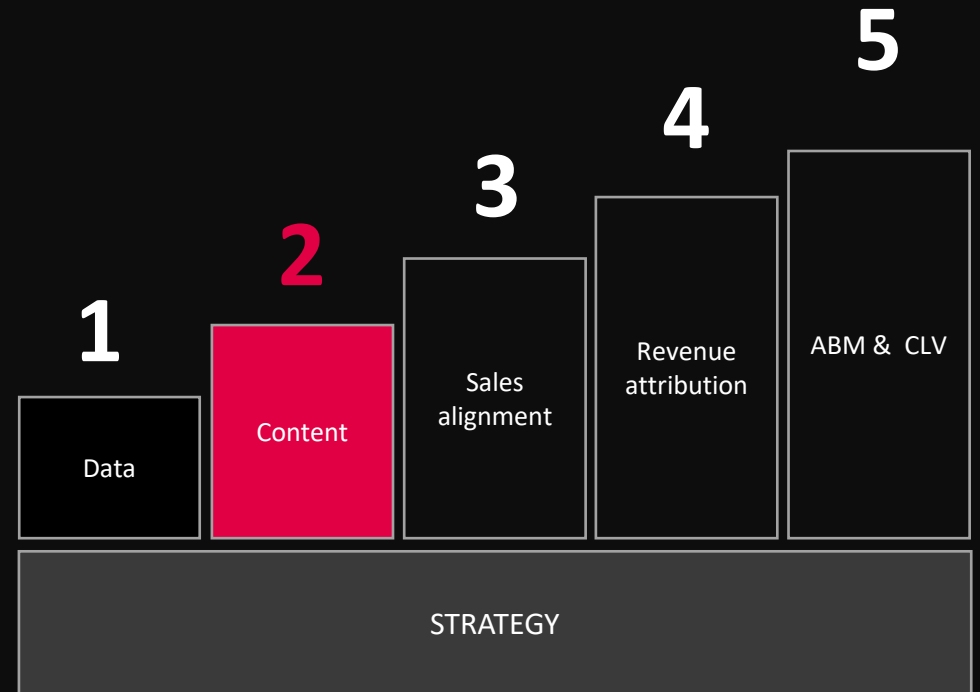 1
Data
2
Content
3
Sales
alignment
4
Revenue
attribution
5
ABM & CLV
STRATEGY